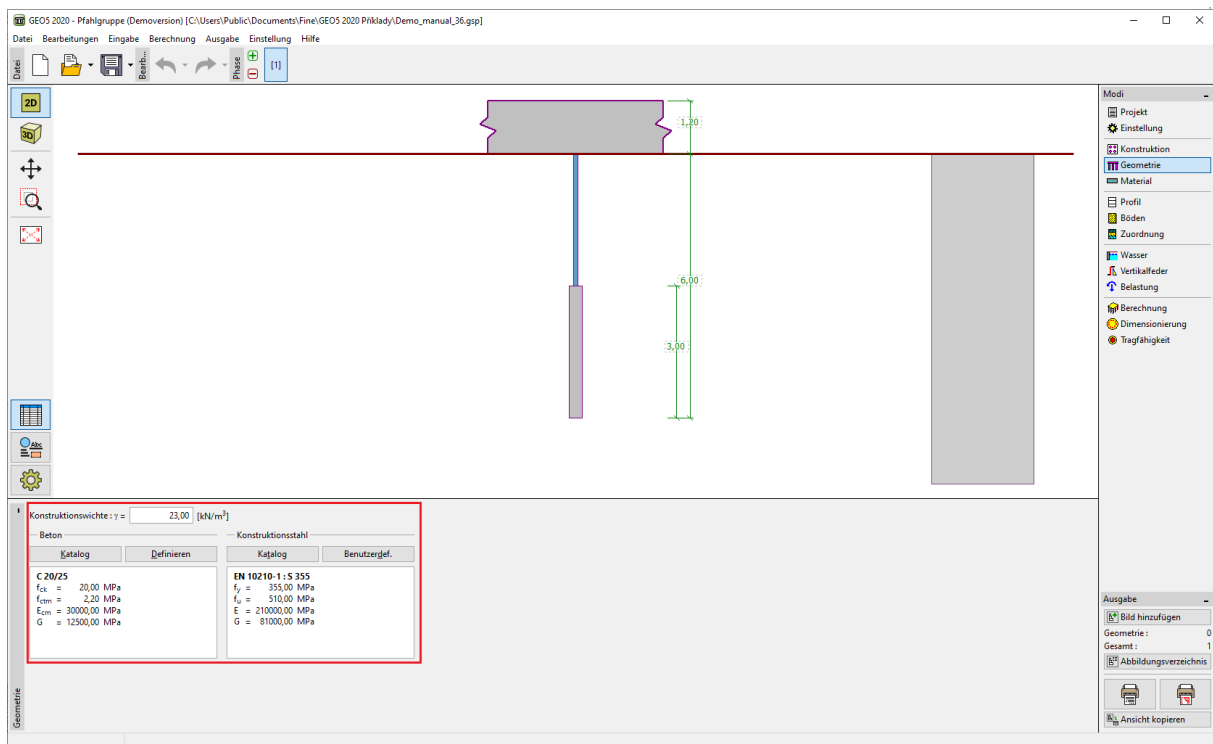 GEO5 2020 - Pfahlgruppe (Demoversion) [C:\Users\Public\Documents\Fine\GEO5 2020 Příklady\Demo_manual_36.gsp]
Datei Bearbeitungen Eingabe Berechnung Ausgabe Einstellung Hilfe
Datei
Bearb...
Phase
[1]
2D
3D
Abc
1,20
6,00
3,00
Modi
Projekt
Einstellung
Konstruktion
Geometrie
Material
Profil
Böden
Zuordnung
Wasser
Vertikalfeder
Belastung
Berechnung
Dimensionierung
Tragfähigkeit
Konstruktionswichte : γ = 23,00 [kN/m³]
Beton
Katalog Definieren
C 20/25
fck = 20,00 MPa
fctm = 2,20 MPa
Ecm = 30000,00 MPa
G = 12500,00 MPa
Konstruktionsstahl
Katalog Benutzerdef.
EN 10210-1 : S 355
fy = 355,00 MPa
fu = 510,00 MPa
E = 210000,00 MPa
G = 81000,00 MPa
Geometrie
Ausgabe
Bild hinzufügen
Geometrie : 0
Gesamt : 1
Abbildungsverzeichnis
Ansicht kopieren